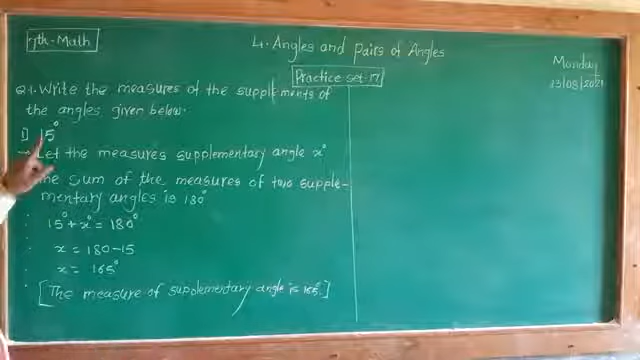 7th-Math
4. Angles and Pairs of Angles
Monday
23/08/2021
Practice set-17
Q.1. Write the measures of the supplements of
the angles given below.
i) 15°
→ Let the measures supplementary angle x°
The sum of the measures of two supple-
mentary angles is 180°
∴ 15° + x° = 180°
∴ x = 180-15
∴ x = 165°
∴ [The measure of supplementary angle is 165°.]